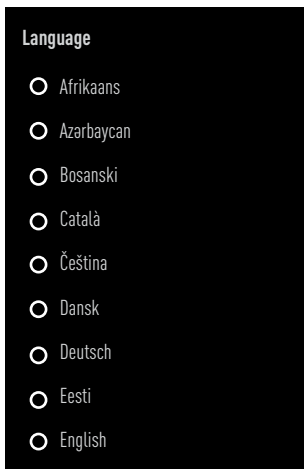 Language
Afrikaans
Azərbaycan
Bosanski
Català
Čeština
Dansk
Deutsch
Eesti
English